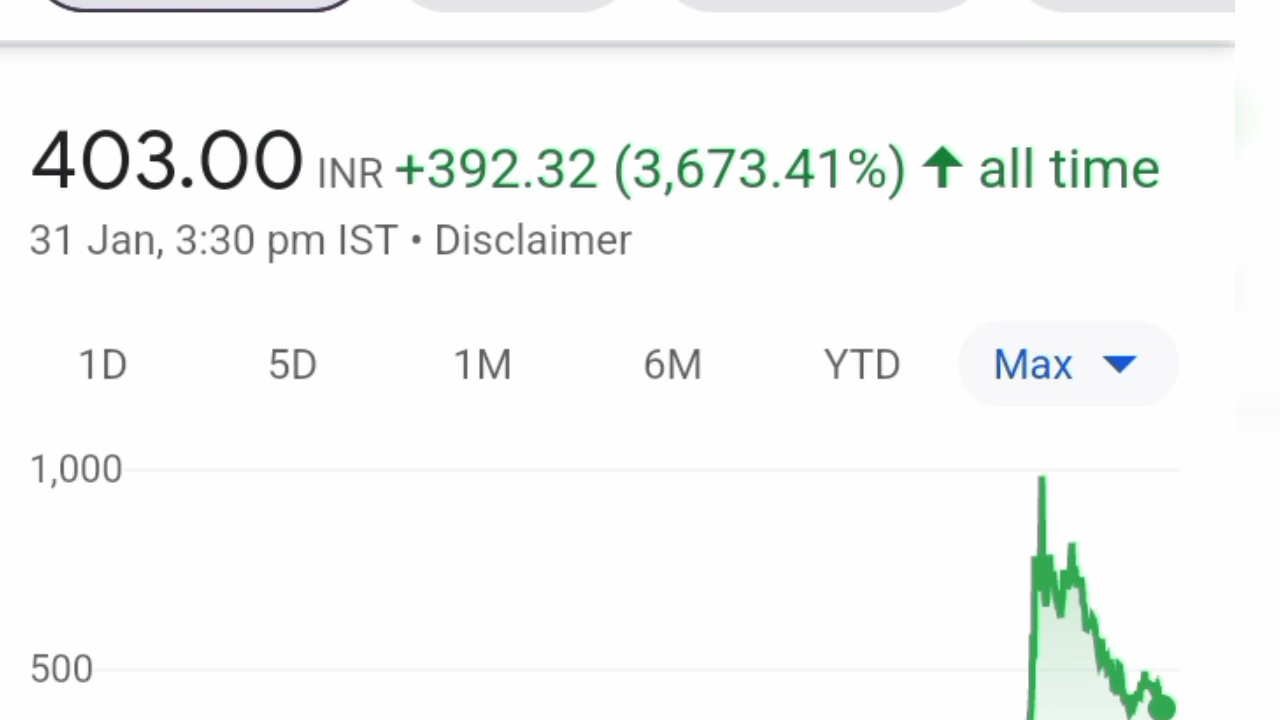 403.00 INR +392.32 (3,673.41%) ↑ all time
31 Jan, 3:30 pm IST • Disclaimer
1D 5D 1M 6M YTD Max
1,000
500